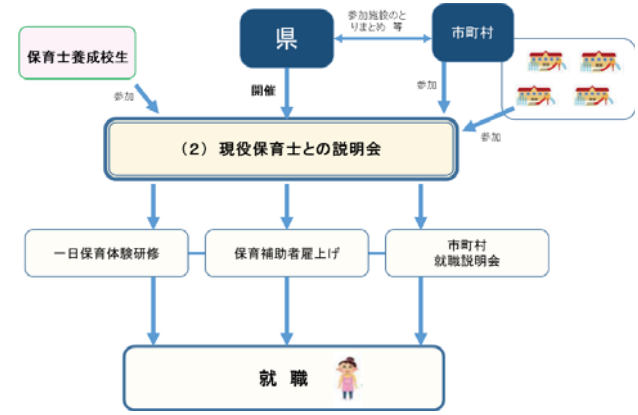 参加施設のと
りまとめ 等
県
市町村
保育士養成校生
参加
開催
参加
参加
（２）現役保育士との説明会
一日保育体験研修
保育補助者雇上げ
市町村
就職説明会
就 職